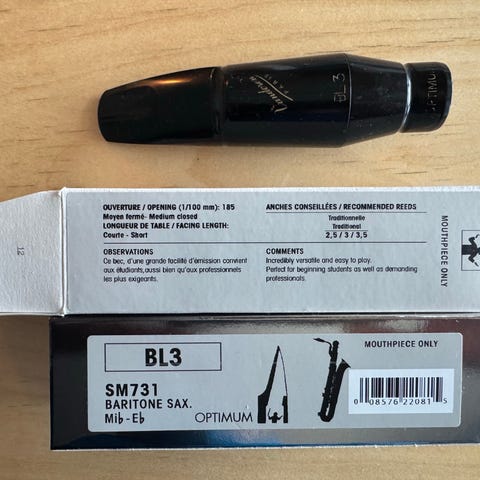 Vandoren
PARIS
BL3
OPTIMUM
OUVERTURE / OPENING (1/100 mm): 185
Moyen fermé- Medium closed
LONGUEUR DE TABLE / FACING LENGTH:
Courte - Short
ANCHES CONSEILLÉES / RECOMMENDED REEDS
Traditionnelle
Traditional
2,5 / 3 / 3,5
OBSERVATIONS
Ce bec, d'une grande facilité d'émission convient
aux étudiants,aussi bien qu'aux professionnels
les plus exigeants.
COMMENTS
Incredibly versatile and easy to play.
Perfect for beginning students as well as demanding
professionals.
MOUTHPIECE ONLY
12
BL3
SM731
BARITONE SAX.
Mi♭-E♭
OPTIMUM
MOUTHPIECE ONLY
0 08576 22081 5